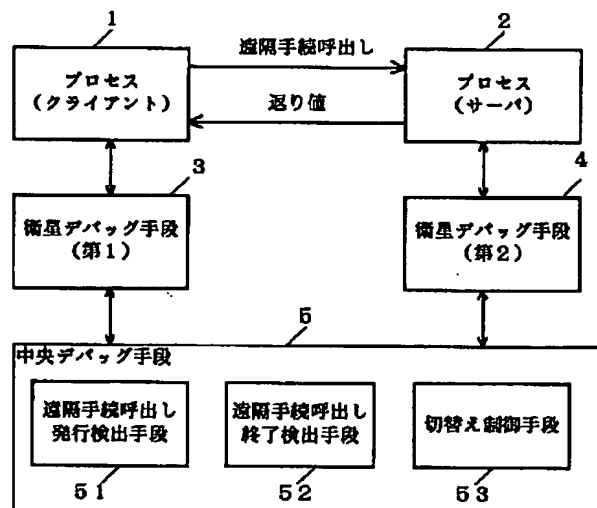 1
2
遠隔手続呼出し
プロセス
(クライアント)
プロセス
(サーバ)
返り値
3
4
衛星デバッグ手段
(第1)
衛星デバッグ手段
(第2)
5
中央デバッグ手段
遠隔手続呼出し
発行検出手段
遠隔手続呼出し
終了検出手段
切替え制御手段
51
52
53